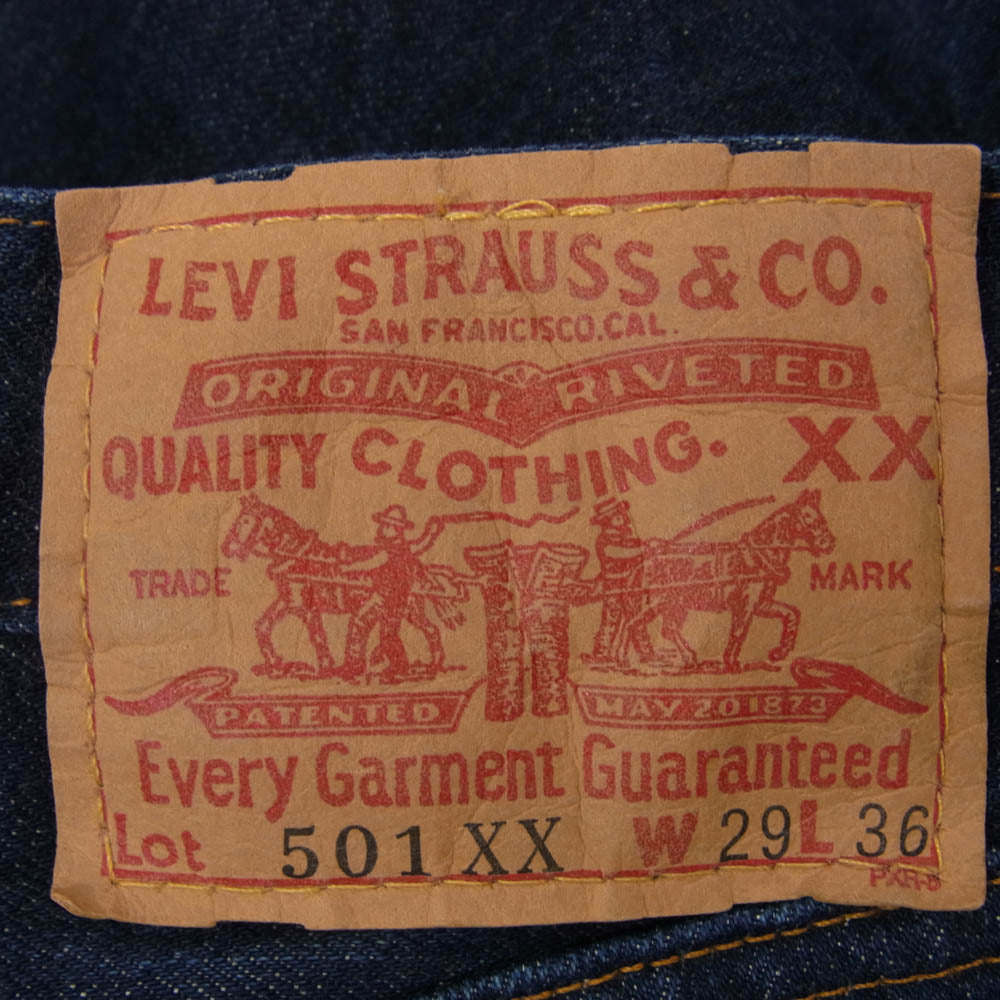 LEVI STRAUSS & CO.
SAN FRANCISCO.CAL.
ORIGINAL RIVETED
QUALITY CLOTHING. XX
TRADE MARK
PATENTED MAY 20 1873
Every Garment Guaranteed
Lot 501 XX W 29 L 36